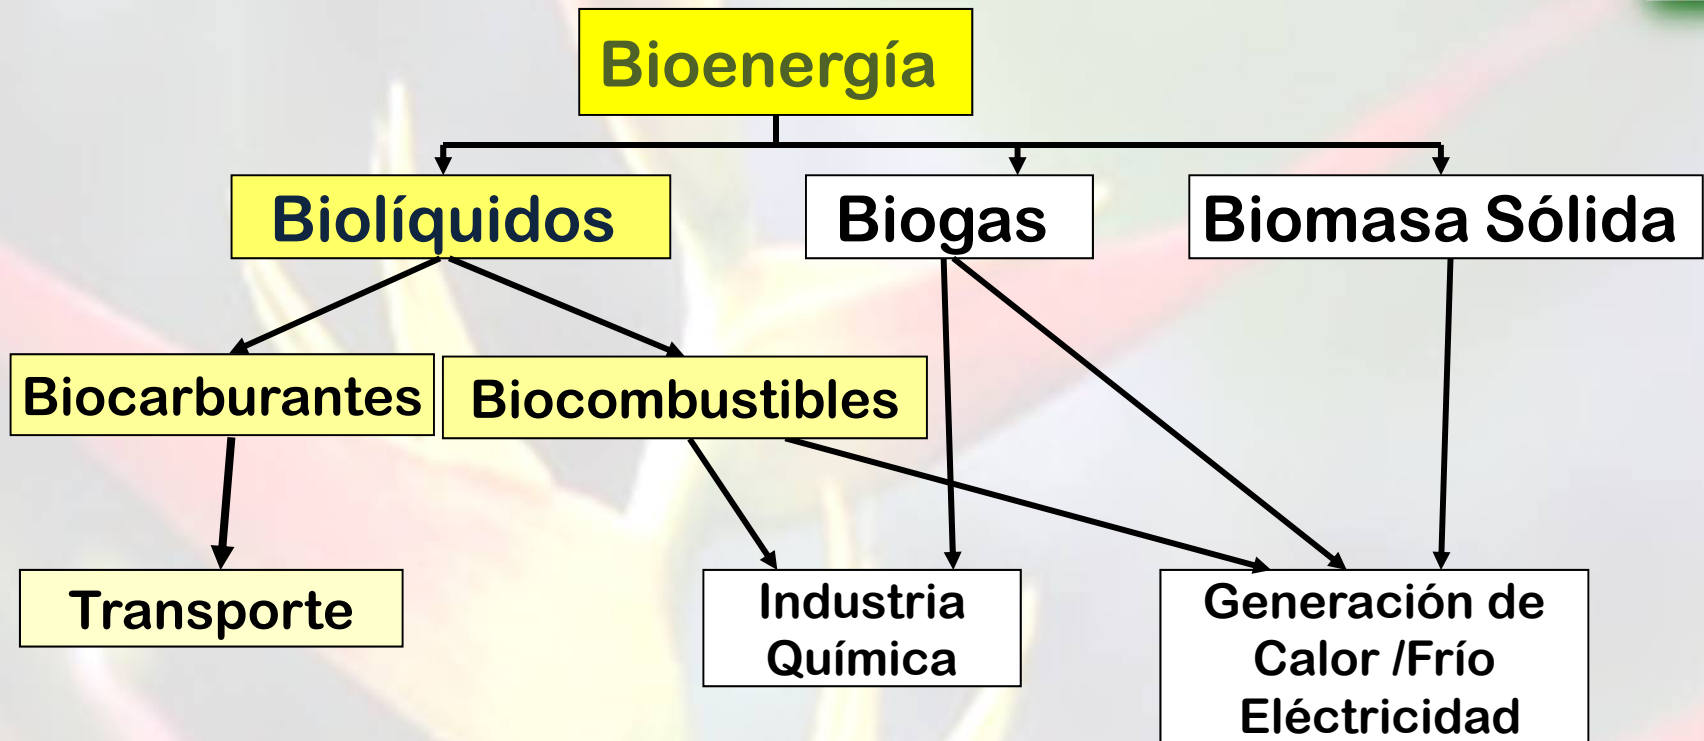 Bioenergía
Biolíquidos
Biogas
Biomasa Sólida
Biocarburantes
Biocombustibles
Transporte
Industria
Química
Generación de
Calor /Frío
Eléctricidad